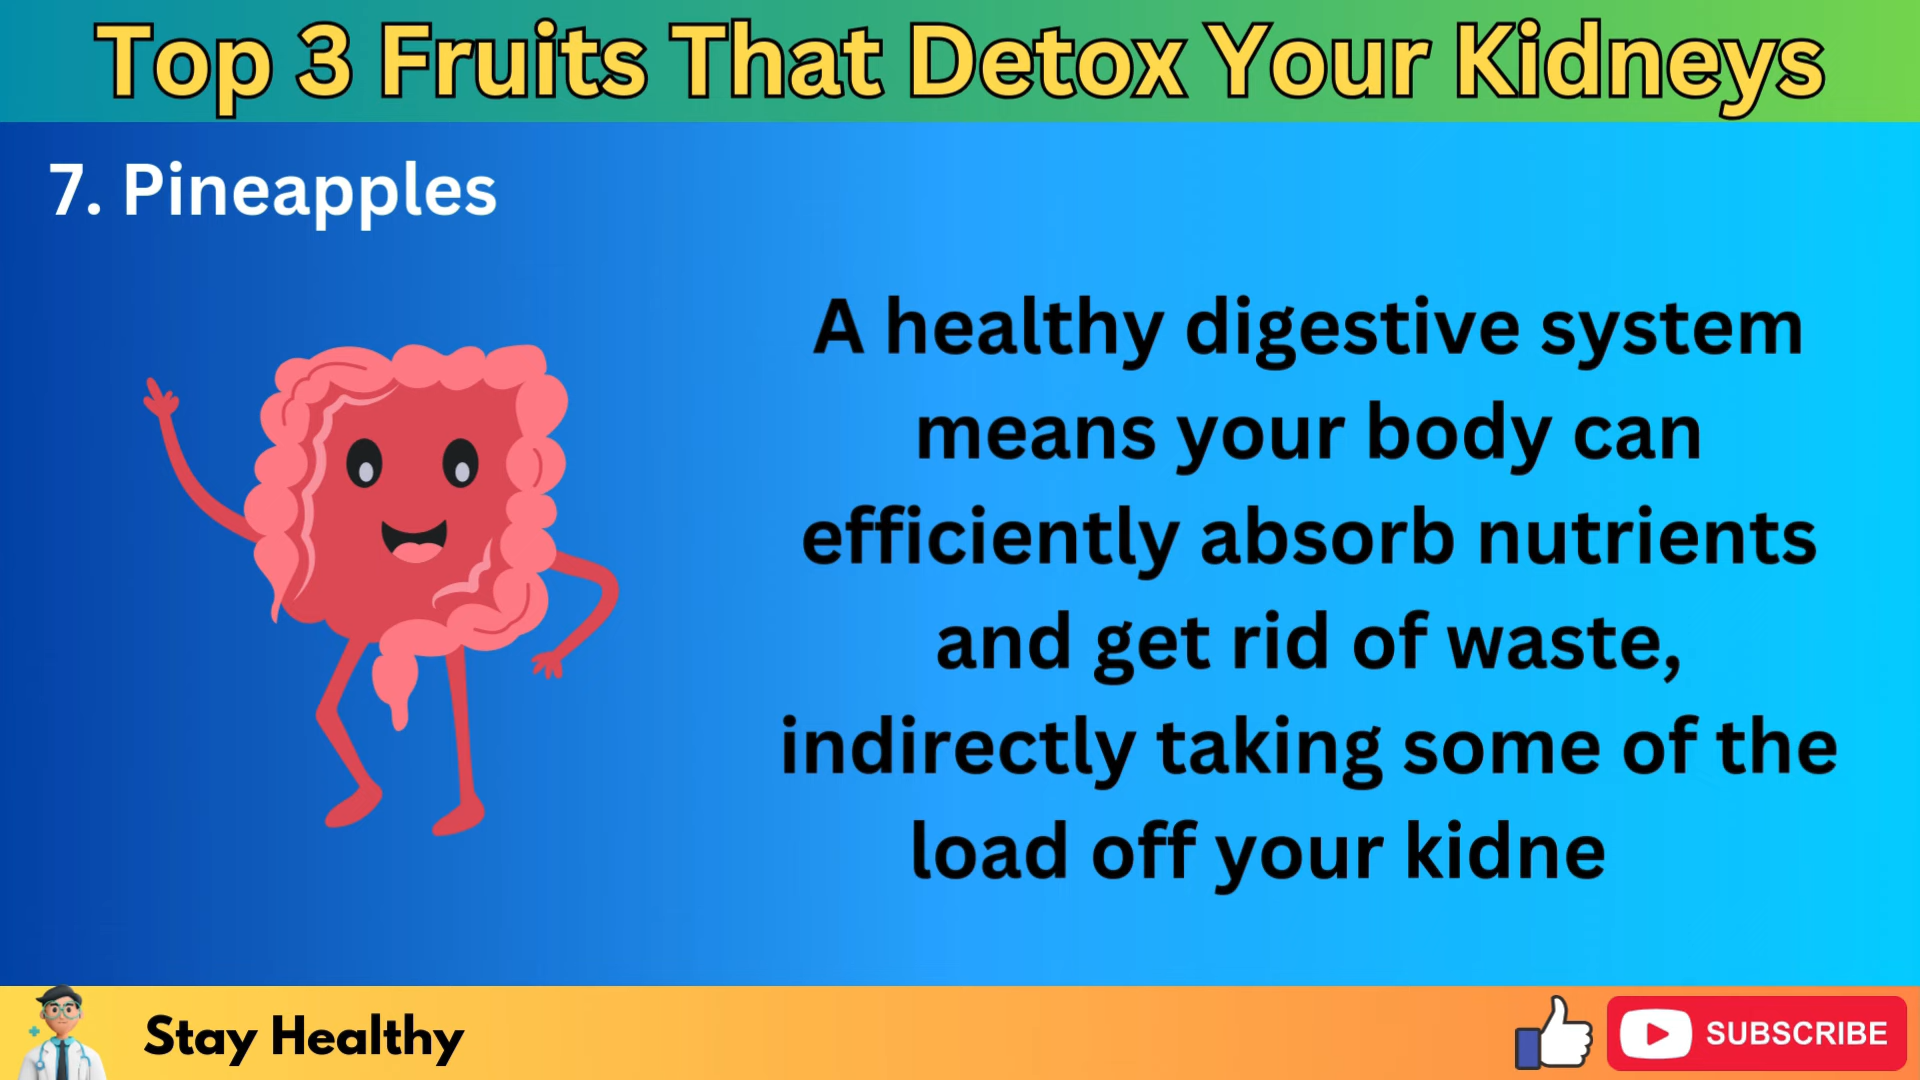 Top 3 Fruits That Detox Your Kidneys
7. Pineapples
A healthy digestive system
means your body can
efficiently absorb nutrients
and get rid of waste,
indirectly taking some of the
load off your kidne
Stay Healthy
SUBSCRIBE